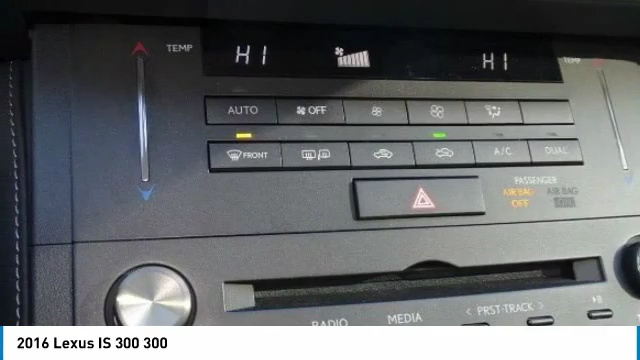 TEMP HI HI TEMP
AUTO OFF
FRONT A/C DUAL
PASSENGER
AIR BAG AIR BAG
OFF ON
RADIO MEDIA < PRST·TRACK >
2016 Lexus IS 300 300